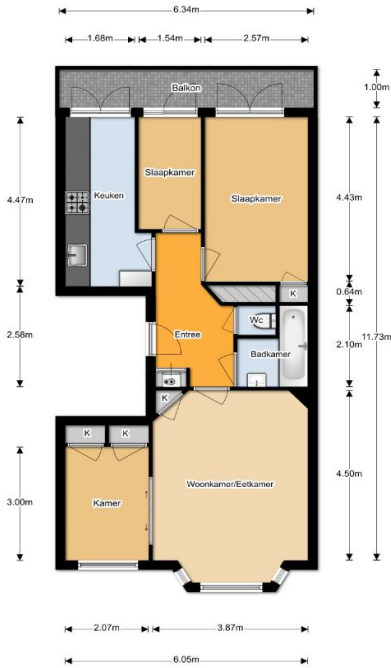 6.34m
1.68m 1.54m 2.57m
Balkon
1.00m
Keuken
Slaapkamer
Slaapkamer
4.47m
4.43m
K
0.64m
Wc
Entree
2.58m
2.10m
11.73m
Badkamer
K
K K
Woonkamer/Eetkamer
4.50m
Kamer
3.00m
2.07m 3.87m
6.05m